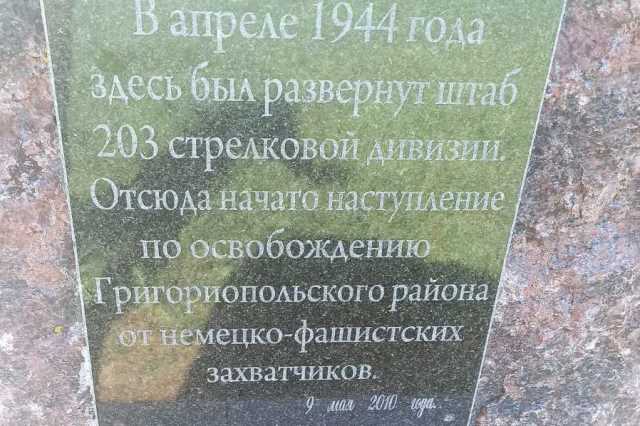 В апреле 1944 года
здесь был развернут штаб
203 стрелковой дивизии.
Отсюда начато наступление
по освобождению
Григориопольского района
от немецко-фашистских
захватчиков.
9 мая 2010 года.